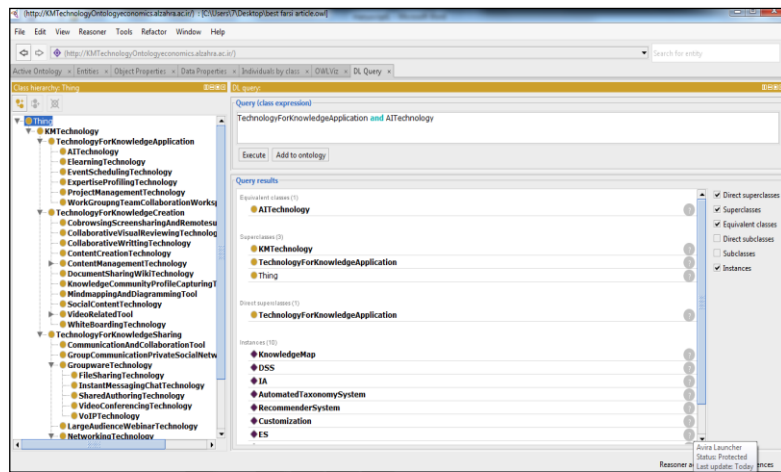 (http://KMTechnologyOntologyeconomics.alzahra.ac.ir/) : [C:\Users\7\Desktop\best farsi article.owl]
File Edit View Reasoner Tools Refactor Window Help
(http://KMTechnologyOntologyeconomics.alzahra.ac.ir/)
Search for entity
Active Ontology × Entities × Object Properties × Data Properties × Individuals by class × OWLViz × DL Query ×
Class hierarchy: Thing
Thing
KMTechnology
TechnologyForKnowledgeApplication
AITechnology
ElearningTechnology
EventSchedulingTechnology
ExpertiseProfilingTechnology
ProjectManagementTechnology
WorkGroupngTeamCollaborationWorksp
TechnologyForKnowledgeCreation
CobrowsingScreensharingAndRemotesu
CollaborativeVisualReviewingTechnolog
CollaborativeWrittingTechnology
ContentCreationTechnology
ContentManagementTechnology
DocumentSharingWikiTechnology
KnowledgeCommunityProfileCapturingT
MindmappingAndDiagrammingTool
SocialContentTechnology
VideoRelatedTool
WhiteBoardingTechnology
TechnologyForKnowledgeSharing
CommunicationAndCollaborationTool
GroupCommunicationPrivateSocialNetw
GroupwareTechnology
FileSharingTechnology
InstantMessagingChatTechnology
SharedAuthoringTechnology
VideoConferencingTechnology
VoIPTechnology
LargeAudienceWebinarTechnology
NetworkingTechnology
DL query:
Query (class expression)
TechnologyForKnowledgeApplication and AITechnology
Execute Add to ontology
Query results
Equivalent classes (1)
AITechnology
Superclasses (3)
KMTechnology
TechnologyForKnowledgeApplication
Thing
Direct superclasses (1)
TechnologyForKnowledgeApplication
Instances (10)
KnowledgeMap
DSS
IA
AutomatedTaxonomySystem
RecommenderSystem
Customization
ES
Direct superclasses
Superclasses
Equivalent classes
Direct subclasses
Subclasses
Instances
Avira Launcher
Status: Protected
Last update: Today
Reasoner a
ences